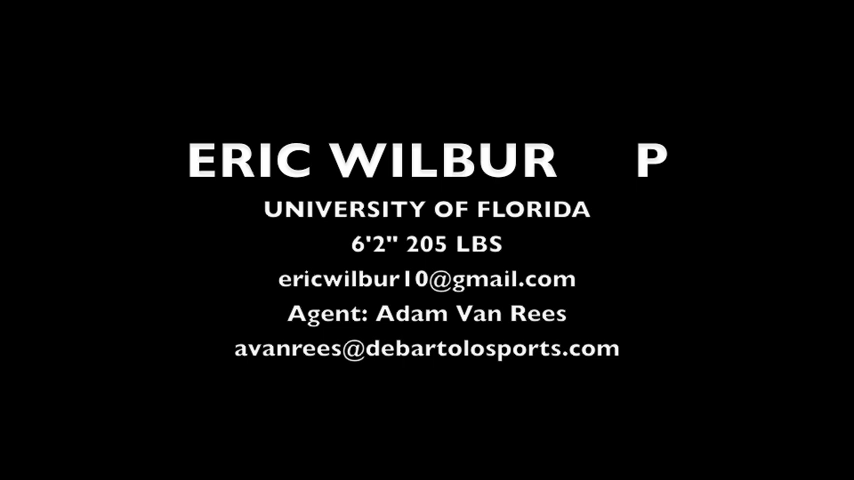 ERIC WILBUR P
UNIVERSITY OF FLORIDA
6'2" 205 LBS
ericwilbur10@gmail.com
Agent: Adam Van Rees
avanrees@debartolosports.com